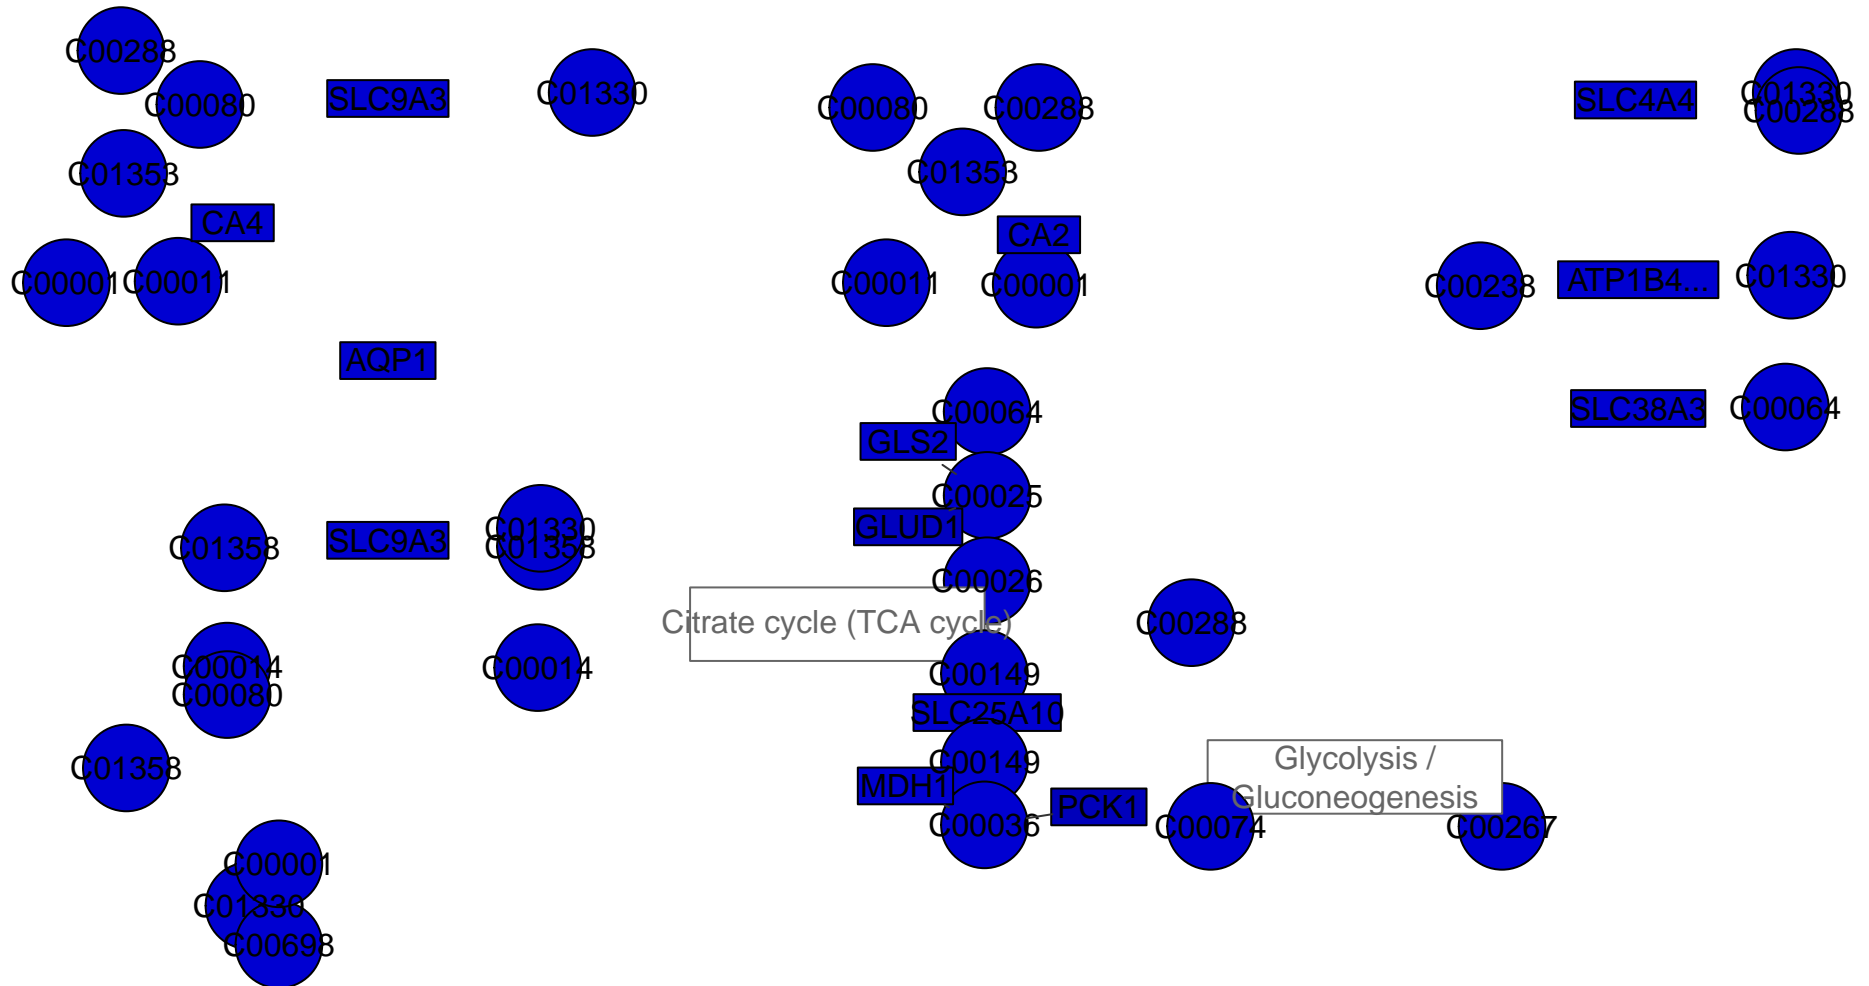 C00288
C00080
SLC9A3
C01330
C00080
C00288
SLC4A4
C01330
C00288
C01353
C01353
CA4
CA2
C00001
C00011
C00011
C00001
C00238
ATP1B4...
C01330
AQP1
C00064
SLC38A3
C00064
GLS2
C00025
GLUD1
C01358
SLC9A3
C01330
C01358
C00026
Citrate cycle (TCA cycle)
C00288
C00014
C00080
C00014
C00149
SLC25A10
C01358
C00149
MDH1
Glycolysis /
Gluconeogenesis
C00036
PCK1
C00074
C00267
C00001
C01330
C00698